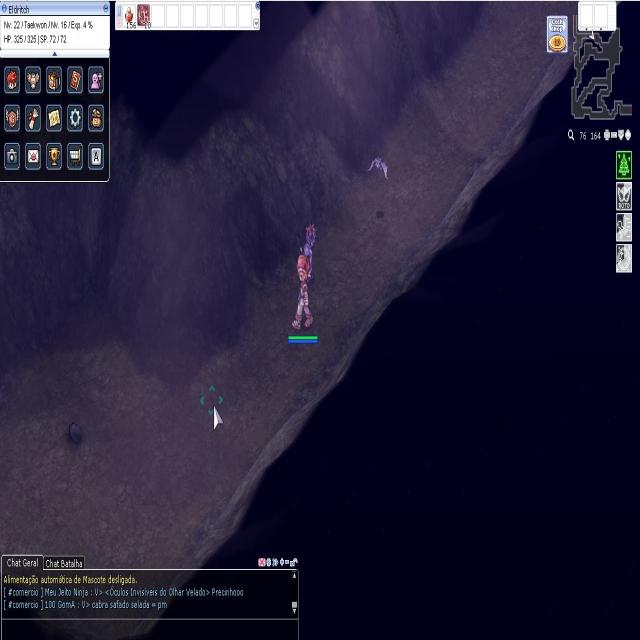 Eldritch
Nv. 22 / Taekwon / Nv. 16 / Exp. 4 %
HP. 325 / 325 | SP. 72 / 72
76 164
Chat Geral Chat Batalha
Alimentação automática de Mascote desligada.
[ #comercio ] Meu Jeito Ninja : V> <Óculos Invisíveis do Olhar Velado> Precinhooo
[ #comercio ] 100 GomA : V> cabra safado selada = pm